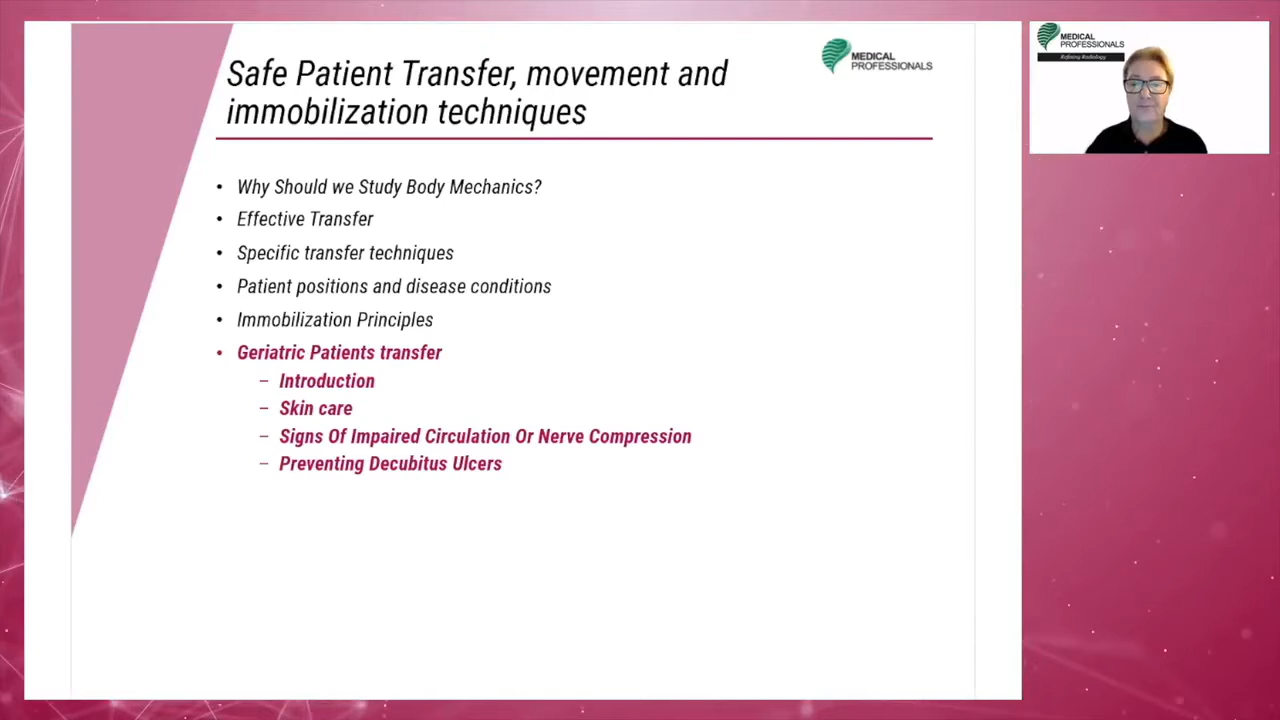 Safe Patient Transfer, movement and
immobilization techniques
MEDICAL
PROFESSIONALS
• Why Should we Study Body Mechanics?
• Effective Transfer
• Specific transfer techniques
• Patient positions and disease conditions
• Immobilization Principles
• Geriatric Patients transfer
– Introduction
– Skin care
– Signs Of Impaired Circulation Or Nerve Compression
– Preventing Decubitus Ulcers
MEDICAL
PROFESSIONALS
Refining Radiology